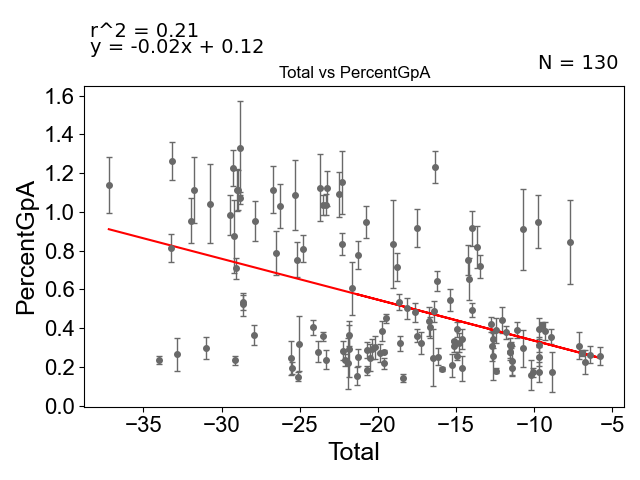 r^2 = 0.21
y = -0.02x + 0.12
N = 130
Total vs PercentGpA
PercentGpA
1.6
1.4
1.2
1.0
0.8
0.6
0.4
0.2
0.0
−35 −30 −25 −20 −15 −10 −5
Total